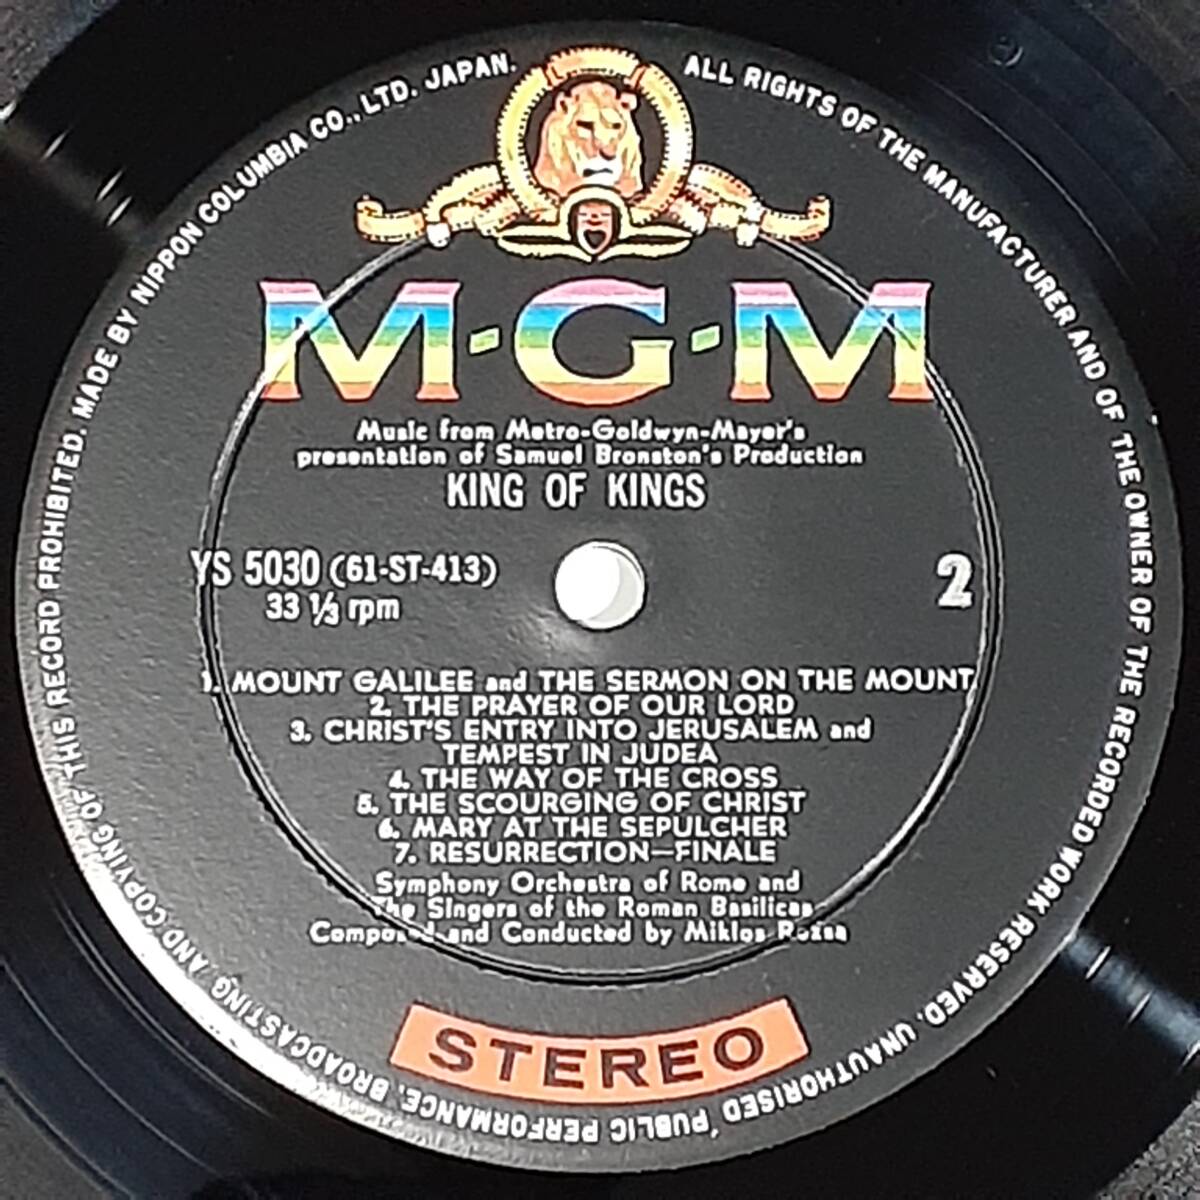 MADE BY NIPPON COLUMBIA CO., LTD. JAPAN.
ALL RIGHTS OF THE MANUFACTURER AND OF THE OWNER OF THE RECORDED WORK RESERVED. UNAUTHORISED PUBLIC PERFORMANCE, BROADCASTING AND COPYING OF THIS RECORD PROHIBITED.
M-G-M
Music from Metro-Goldwyn-Mayer's
presentation of Samuel Bronston's Production
KING OF KINGS
YS 5030 (61-ST-413)
33 1/3 rpm
2
1. MOUNT GALILEE and THE SERMON ON THE MOUNT
2. THE PRAYER OF OUR LORD
3. CHRIST'S ENTRY INTO JERUSALEM and
TEMPEST IN JUDEA
4. THE WAY OF THE CROSS
5. THE SCOURGING OF CHRIST
6. MARY AT THE SEPULCHER
7. RESURRECTION—FINALE
Symphony Orchestra of Rome and
The Singers of the Roman Basilicas
Composed and Conducted by Miklos Rozsa
STEREO